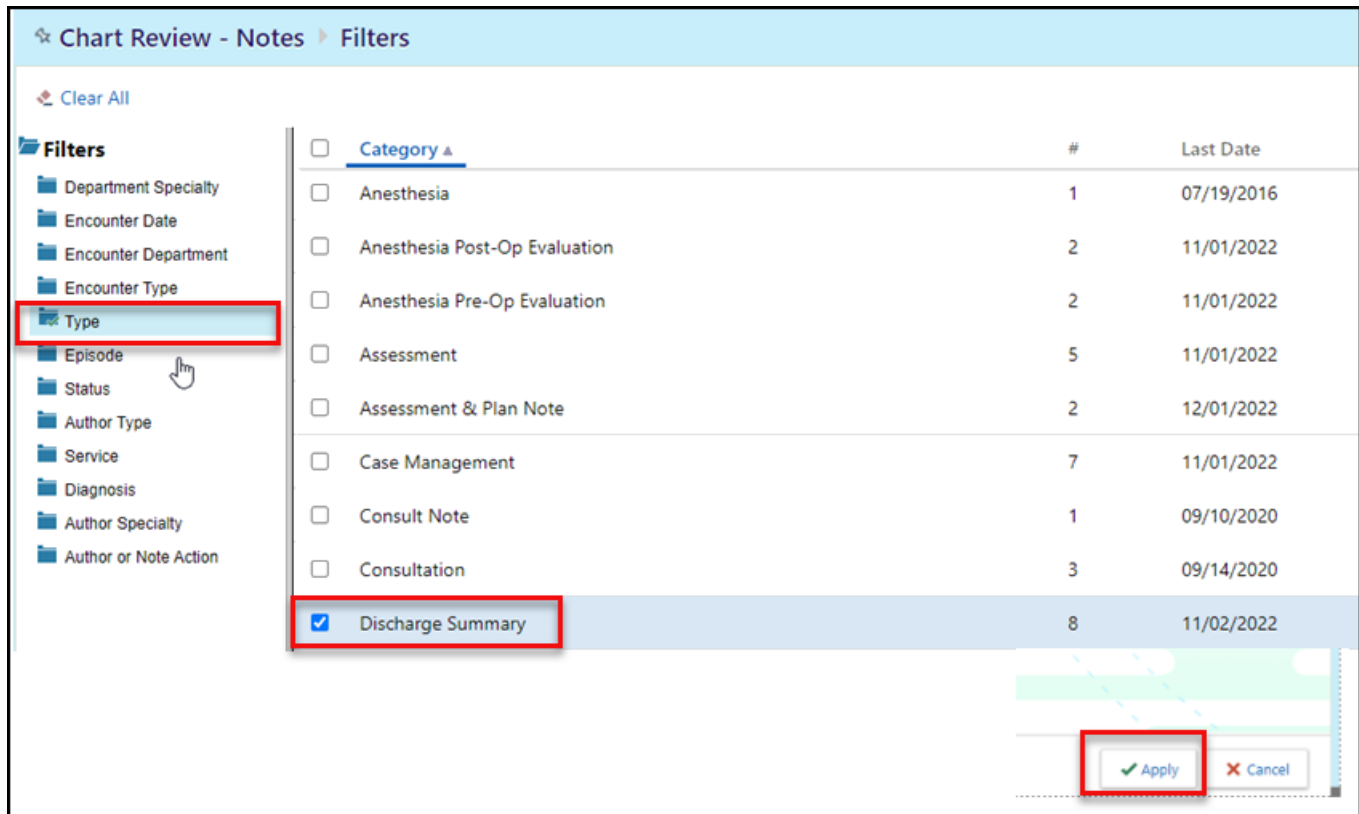 Chart Review - Notes Filters
Clear All
Filters
Department Specialty
Encounter Date
Encounter Department
Encounter Type
Type
Episode
Status
Author Type
Service
Diagnosis
Author Specialty
Author or Note Action
Category # Last Date
Anesthesia 1 07/19/2016
Anesthesia Post-Op Evaluation 2 11/01/2022
Anesthesia Pre-Op Evaluation 2 11/01/2022
Assessment 5 11/01/2022
Assessment & Plan Note 2 12/01/2022
Case Management 7 11/01/2022
Consult Note 1 09/10/2020
Consultation 3 09/14/2020
Discharge Summary 8 11/02/2022
Apply Cancel